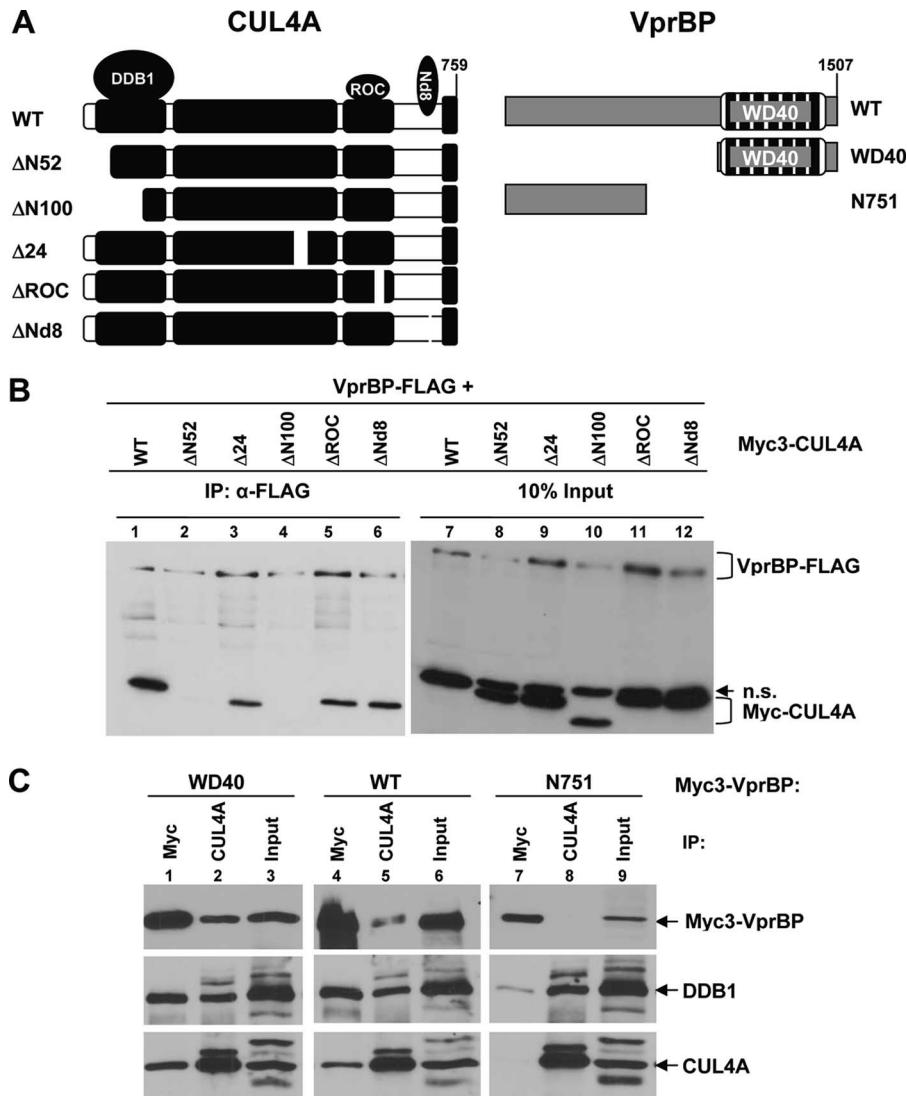 A
CUL4A
VprBP
DDB1
ROC
Nd8
759
1507
WT
ΔN52
ΔN100
Δ24
ΔROC
ΔNd8
WD40
WT
WD40
WD40
N751
B
VprBP-FLAG +
WT
ΔN52
Δ24
ΔN100
ΔROC
ΔNd8
WT
ΔN52
Δ24
ΔN100
ΔROC
ΔNd8
Myc3-CUL4A
IP: α-FLAG
10% Input
1 2 3 4 5 6 7 8 9 10 11 12
VprBP-FLAG
n.s.
Myc-CUL4A
C
WD40 WT N751 Myc3-VprBP:
Myc CUL4A Input Myc CUL4A Input Myc CUL4A Input IP:
1 2 3 4 5 6 7 8 9
Myc3-VprBP
DDB1
CUL4A